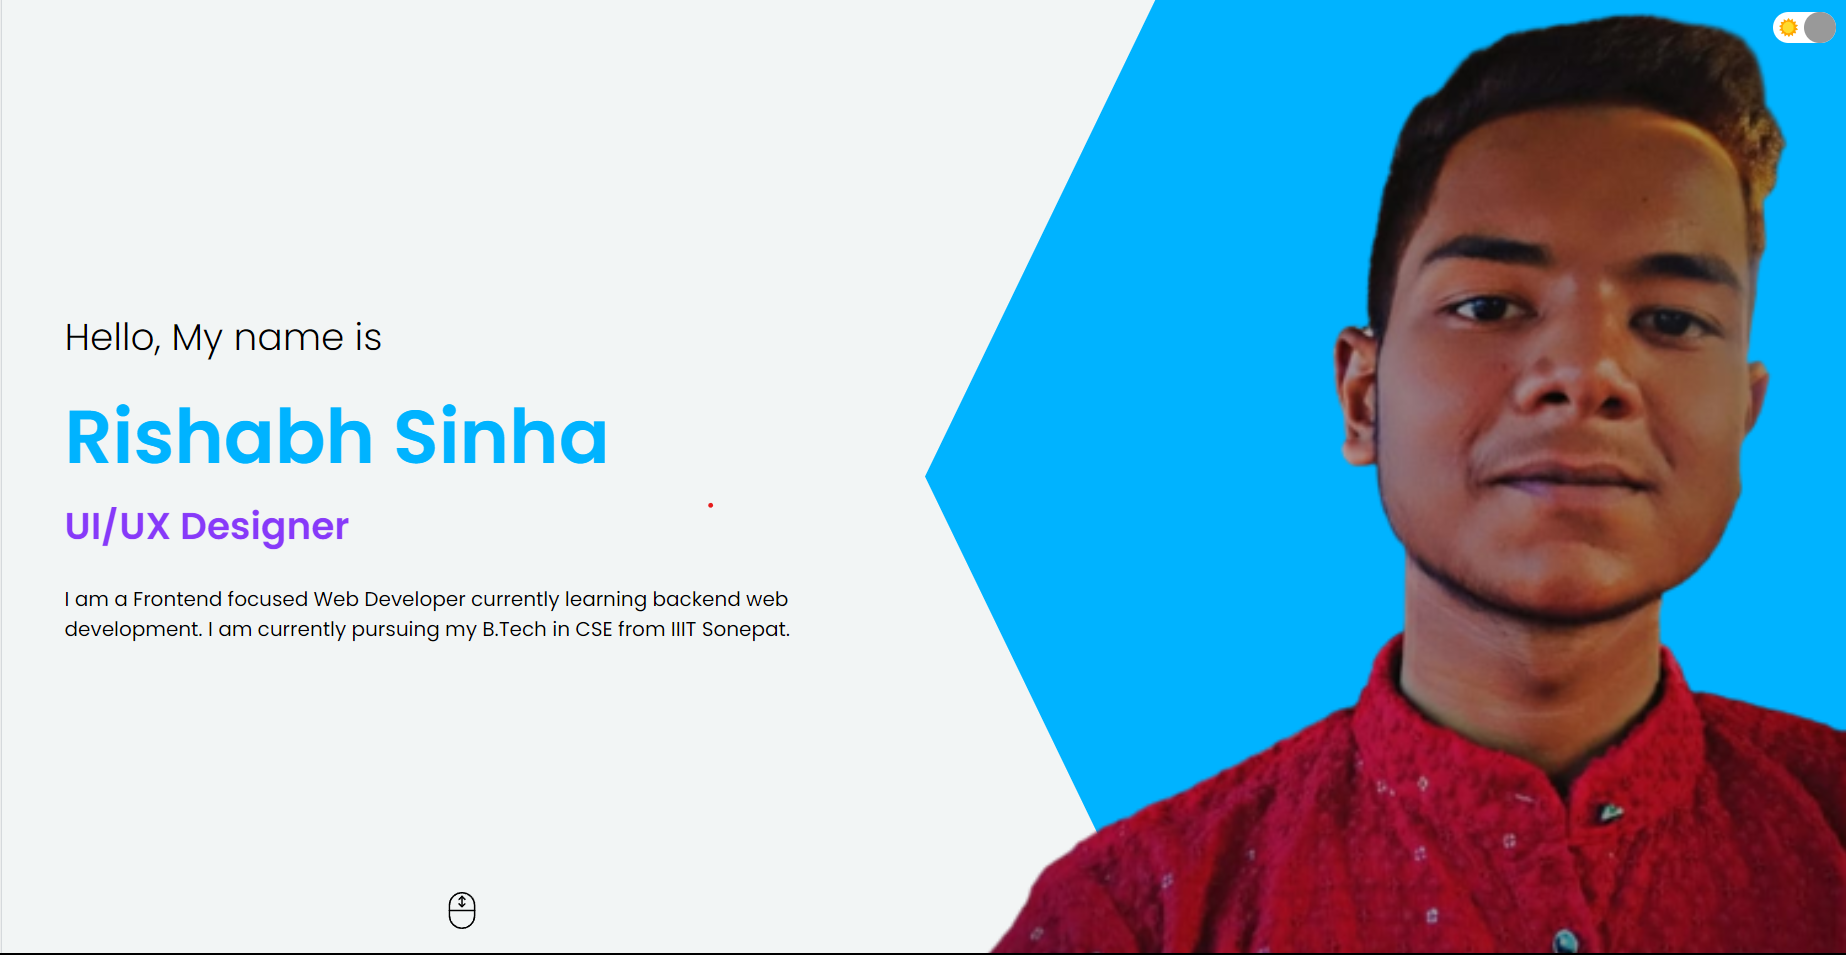 Hello, My name is
Rishabh Sinha
UI/UX Designer
I am a Frontend focused Web Developer currently learning backend web
development. I am currently pursuing my B.Tech in CSE from IIIT Sonepat.